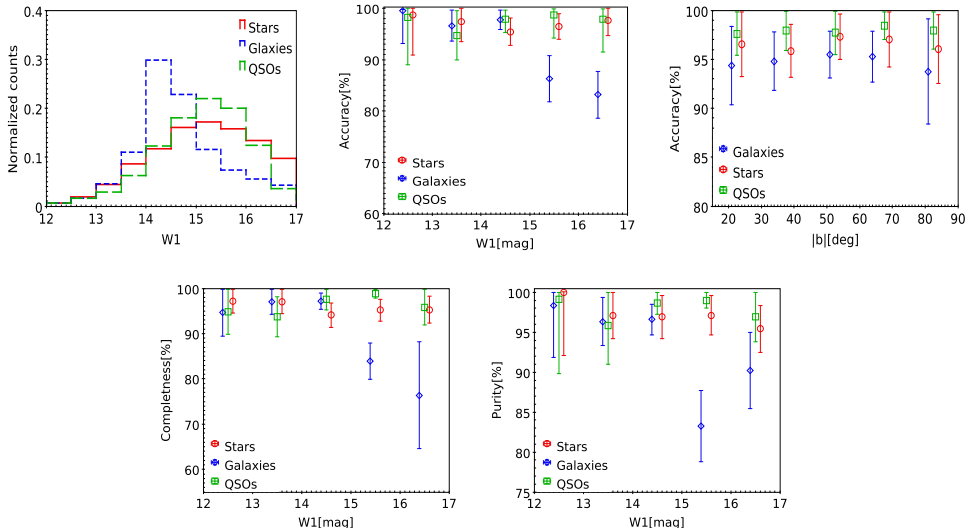 0.4
0.3
0.2
0.1
0
12 13 14 15 16 17
W1
Normalized counts
Stars
Glaxies
QSOs
100
90
80
70
60
12 13 14 15 16 17
W1[mag]
Accuracy[%]
Stars
Galaxies
QSOs
100
95
90
85
80
20 30 40 50 60 70 80 90
|b|[deg]
Accuracy[%]
Galaxies
Stars
QSOs
100
90
80
70
60
12 13 14 15 16 17
W1[mag]
Completness[%]
Stars
Galaxies
QSOs
100
95
90
85
80
75
12 13 14 15 16 17
W1[mag]
Purity[%]
Stars
Galaxies
QSOs